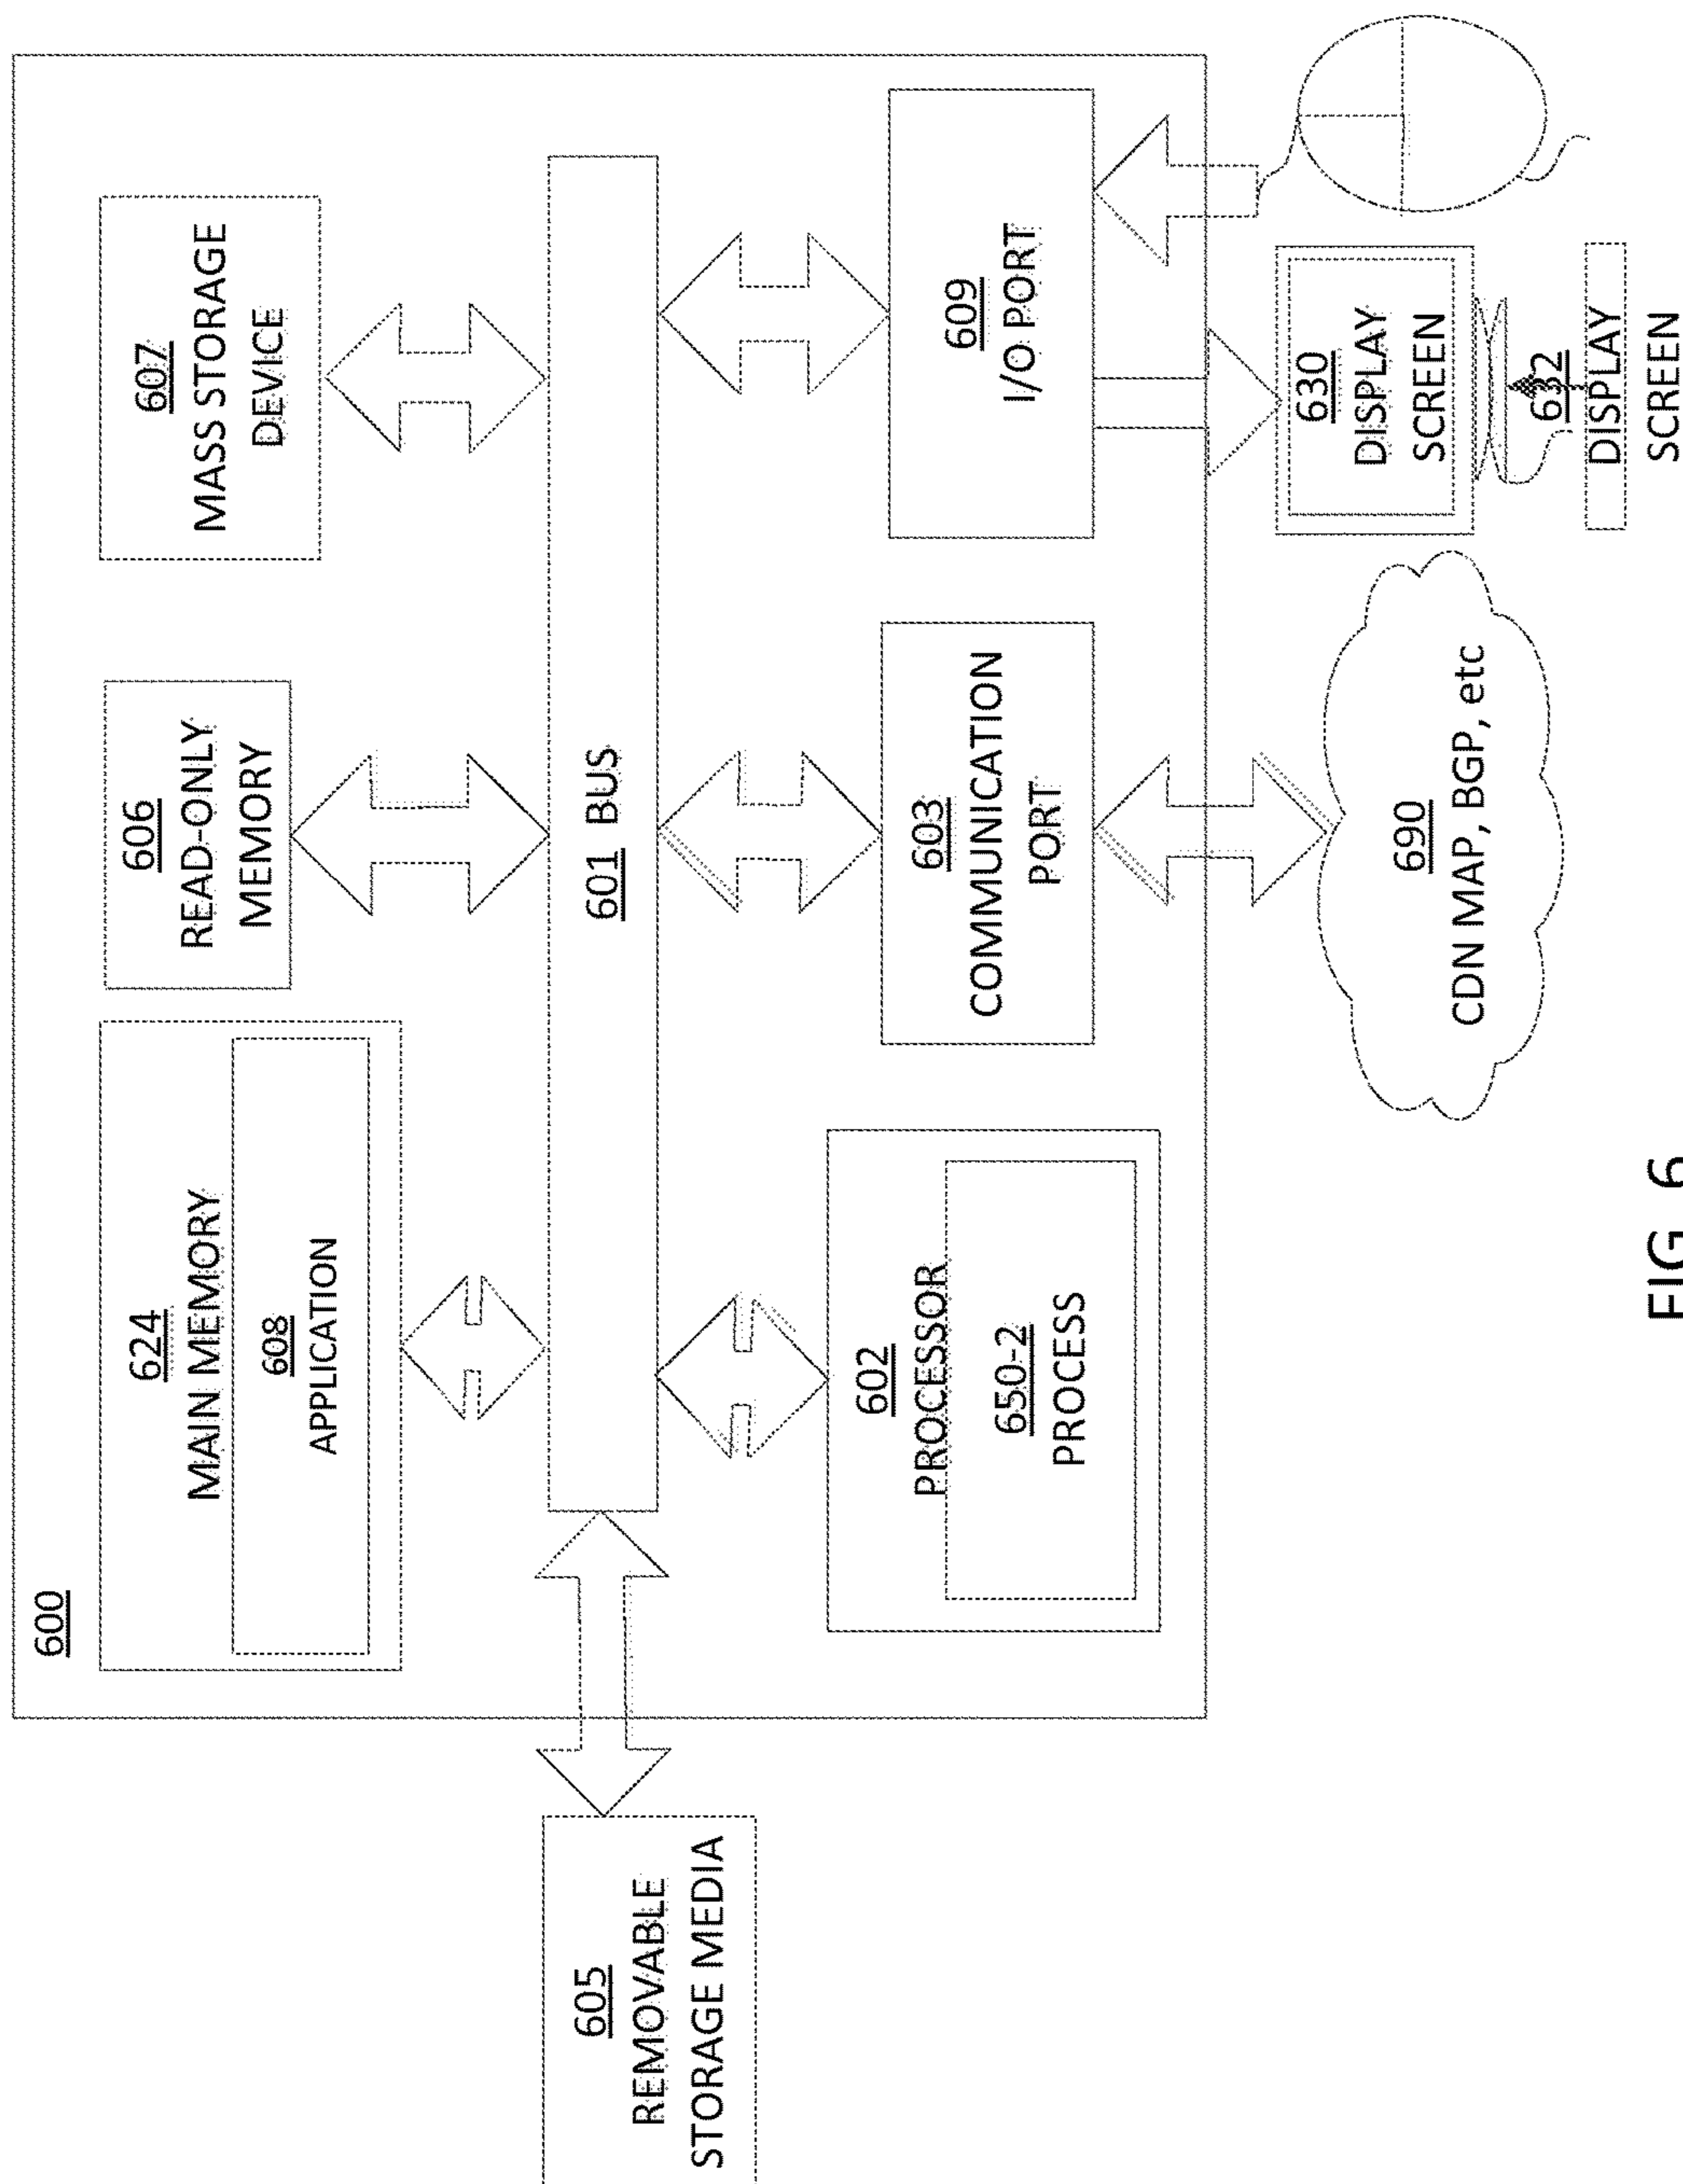 600
624
MAIN MEMORY
608
APPLICATION
606
READ-ONLY
MEMORY
607
MASS STORAGE
DEVICE
605
REMOVABLE
STORAGE MEDIA
601 BUS
602
PROCESSOR
650-2
PROCESS
603
COMMUNICATION
PORT
609
I/O PORT
690
CDN MAP, BGP, etc
630
DISPLAY
SCREEN
632
DISPLAY
SCREEN
FIG. 6